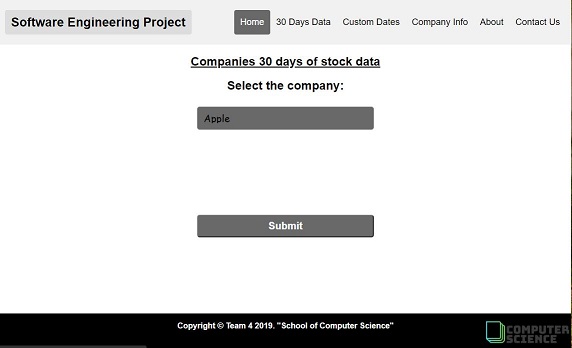 Software Engineering Project
Home 30 Days Data Custom Dates Company Info About Contact Us
Companies 30 days of stock data
Select the company:
Apple
Submit
Copyright © Team 4 2019. "School of Computer Science"
COMPUTER
SCIENCE